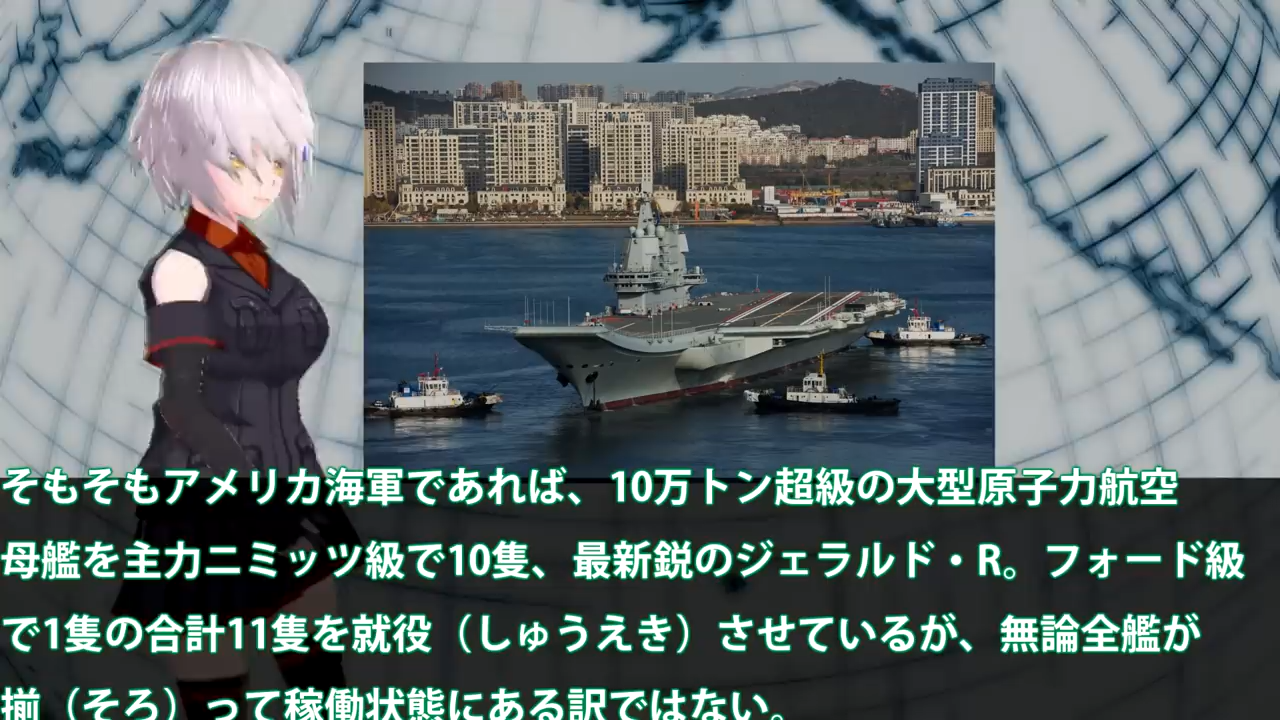 そもそもアメリカ海軍であれば、10万トン超級の大型原子力航空
母艦を主力ニミッツ級で10隻、最新鋭のジェラルド・R。フォード級
で1隻の合計11隻を就役（しゅうえき）させているが、無論全艦が
揃（そろ）って稼働状態にある訳ではない。